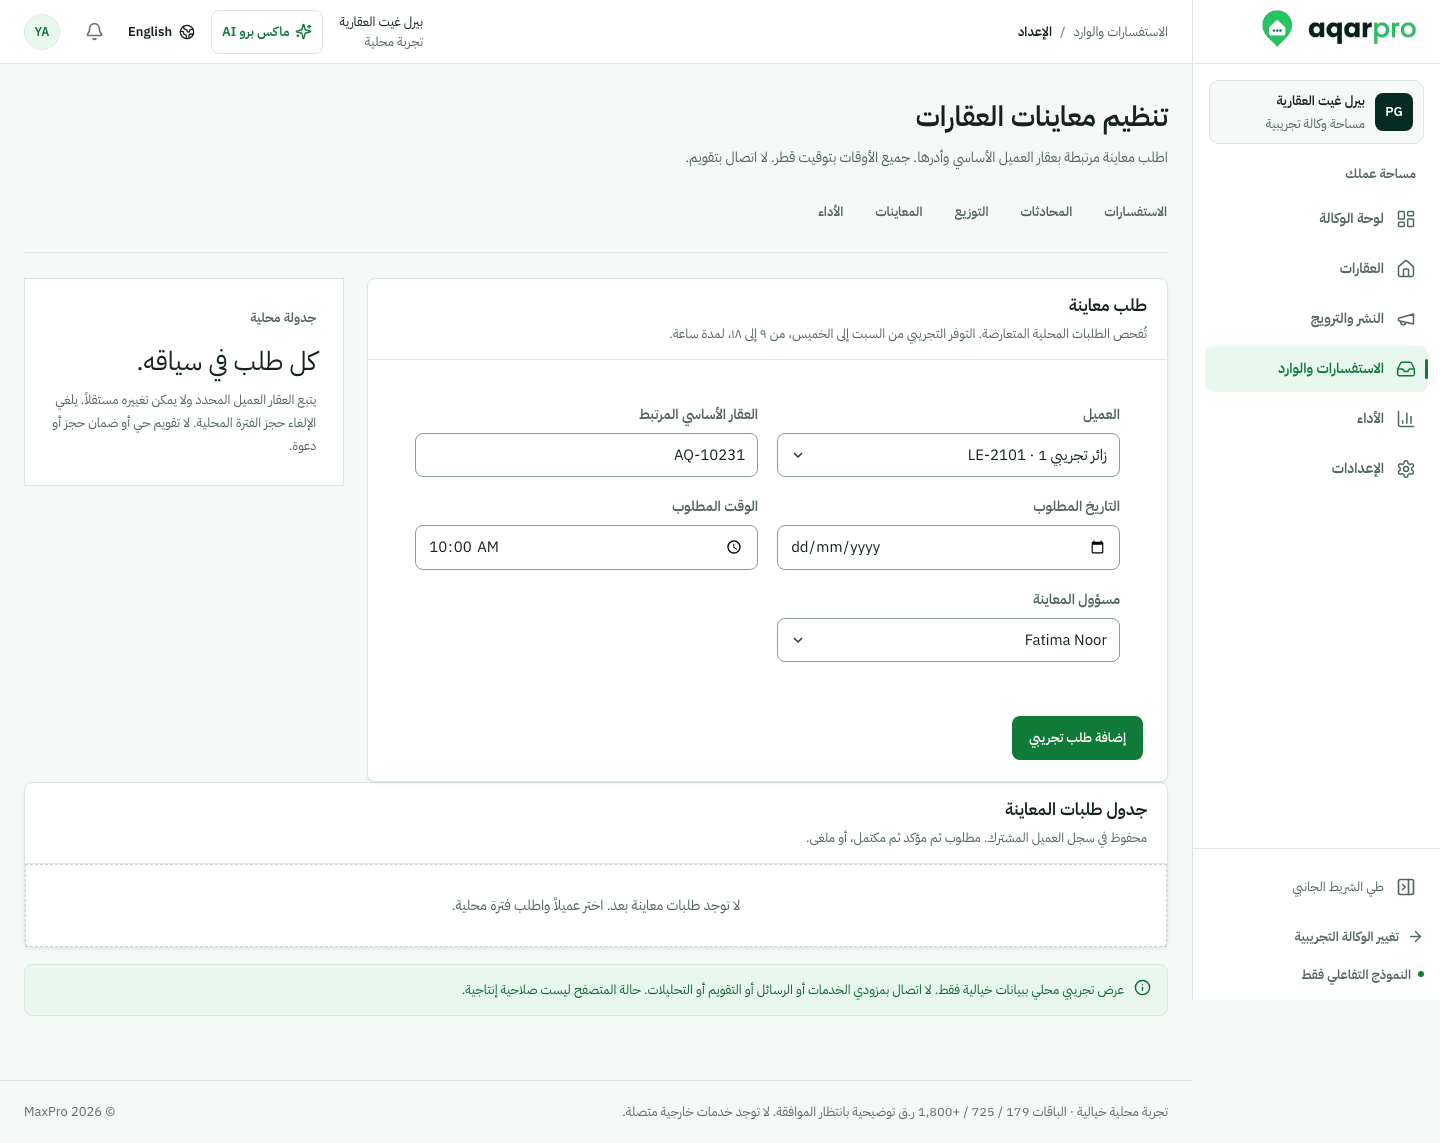 aqarpro
الاستفسارات والوارد / الإعداد
بيرل غيت العقارية
تجربة محلية
ماكس برو AI
English
YA
PG
بيرل غيت العقارية
مساحة وكالة تجريبية
مساحة عملك
لوحة الوكالة
العقارات
النشر والترويج
الاستفسارات والوارد
الأداء
الإعدادات
طي الشريط الجانبي
تغيير الوكالة التجريبية
النموذج التفاعلي فقط
تنظيم معاينات العقارات
اطلب معاينة مرتبطة بعقار العميل الأساسي وأدرها. جميع الأوقات بتوقيت قطر. لا اتصال بتقويم.
الاستفسارات
المحادثات
التوزيع
المعاينات
الأداء
طلب معاينة
تُفحص الطلبات المحلية المتعارضة. التوفر التجريبي من السبت إلى الخميس، من ٩ إلى ١٨، لمدة ساعة.
العميل
العقار الأساسي المرتبط
زائر تجريبي 1 · LE-2101
AQ-10231
التاريخ المطلوب
الوقت المطلوب
dd/mm/yyyy
10:00 AM
مسؤول المعاينة
Fatima Noor
إضافة طلب تجريبي
جدولة محلية
كل طلب في سياقه.
يتبع العقار العميل المحدد ولا يمكن تغييره مستقلاً. يلغي
الإلغاء حجز الفترة المحلية. لا تقويم حي أو ضمان حجز أو
دعوة.
جدول طلبات المعاينة
محفوظ في سجل العميل المشترك. مطلوب ثم مؤكد ثم مكتمل، أو ملغى.
لا توجد طلبات معاينة بعد. اختر عميلاً واطلب فترة محلية.
عرض تجريبي محلي ببيانات خيالية فقط. لا اتصال بمزودي الخدمات أو الرسائل أو التقويم أو التحليلات. حالة المتصفح ليست صلاحية إنتاجية.
تجربة محلية خيالية · الباقات 179 / 725 / +1,800 ر.ق توضيحية بانتظار الموافقة. لا توجد خدمات خارجية متصلة.
© 2026 MaxPro